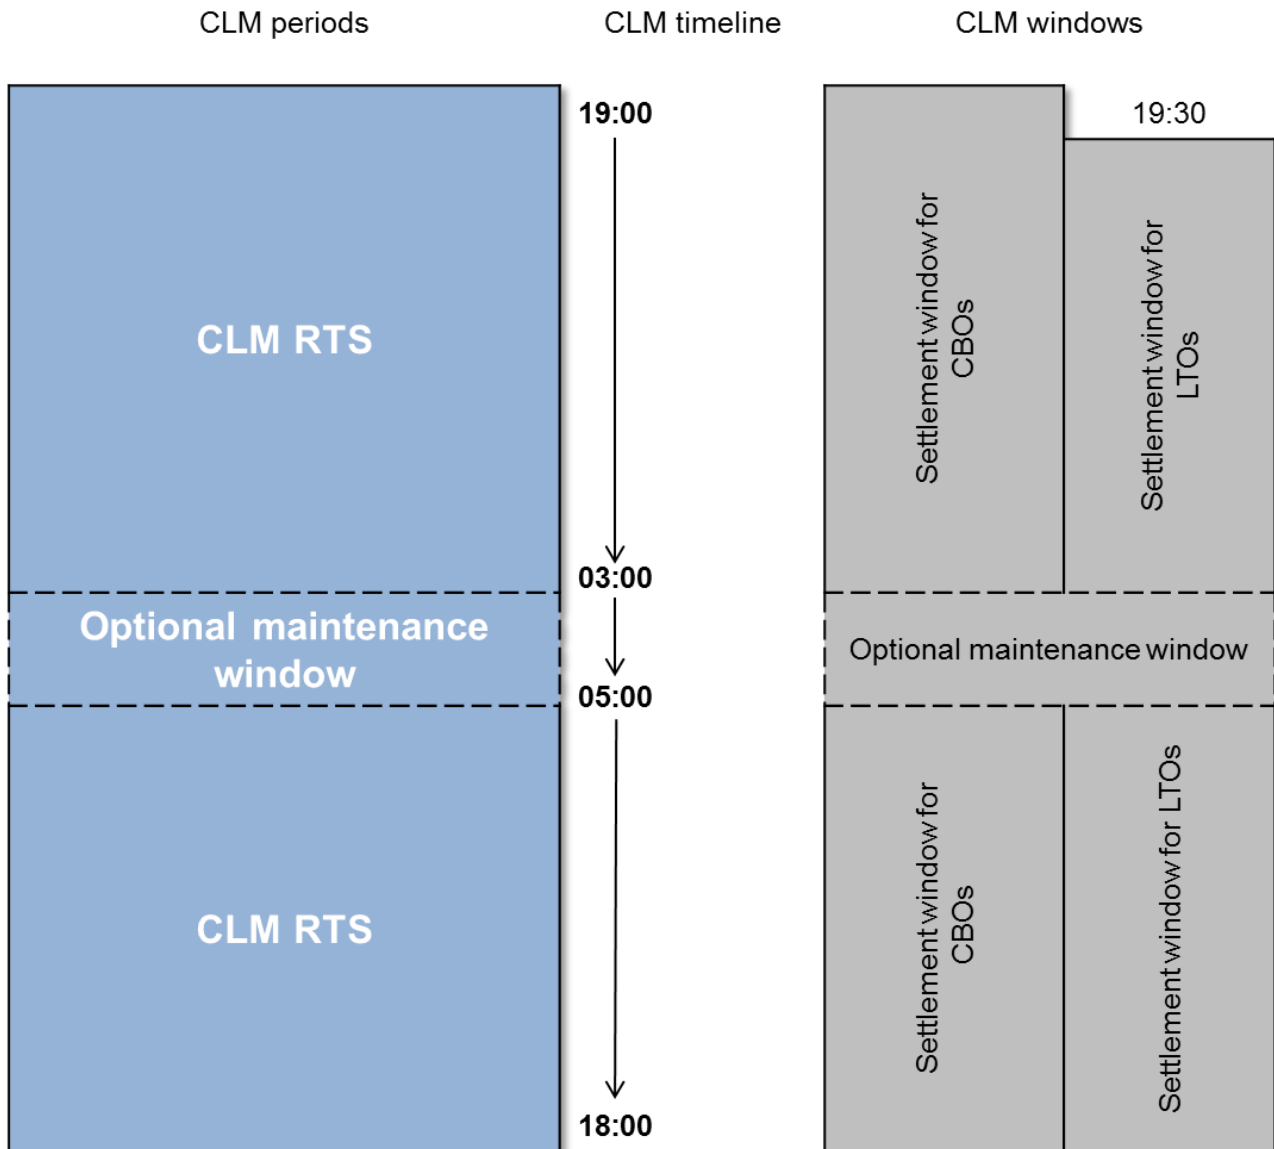 CLM periods
CLM timeline
CLM windows
19:00
19:30
CLM RTS
Settlement window for
CBOs
Settlement window for
LTOs
03:00
Optional maintenance
window
Optional maintenance window
05:00
CLM RTS
Settlement window for
CBOs
Settlement window for LTOs
18:00